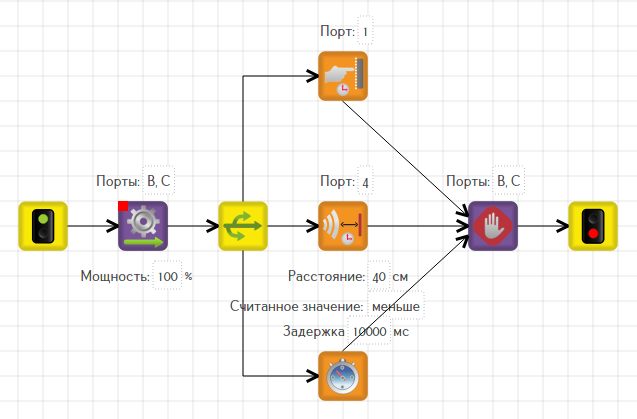 Порт: 1
Порты: B, C
Порт: 4
Порты: B, C
Мощность: 100 %
Расстояние: 40 см
Считанное значение: меньше
Задержка 10000 мс